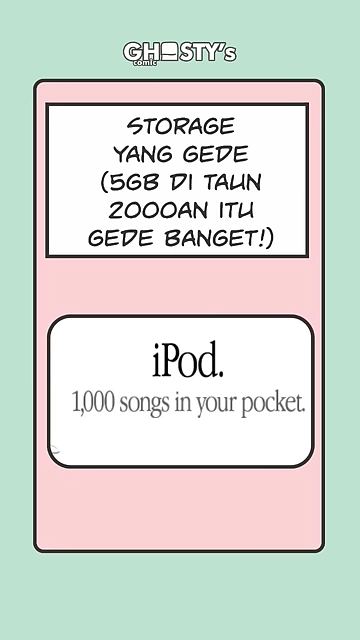 GHOSTY's
comic
STORAGE
YANG GEDE
(5GB DI TAUN
2000AN ITU
GEDE BANGET!)
iPod.
1,000 songs in your pocket.